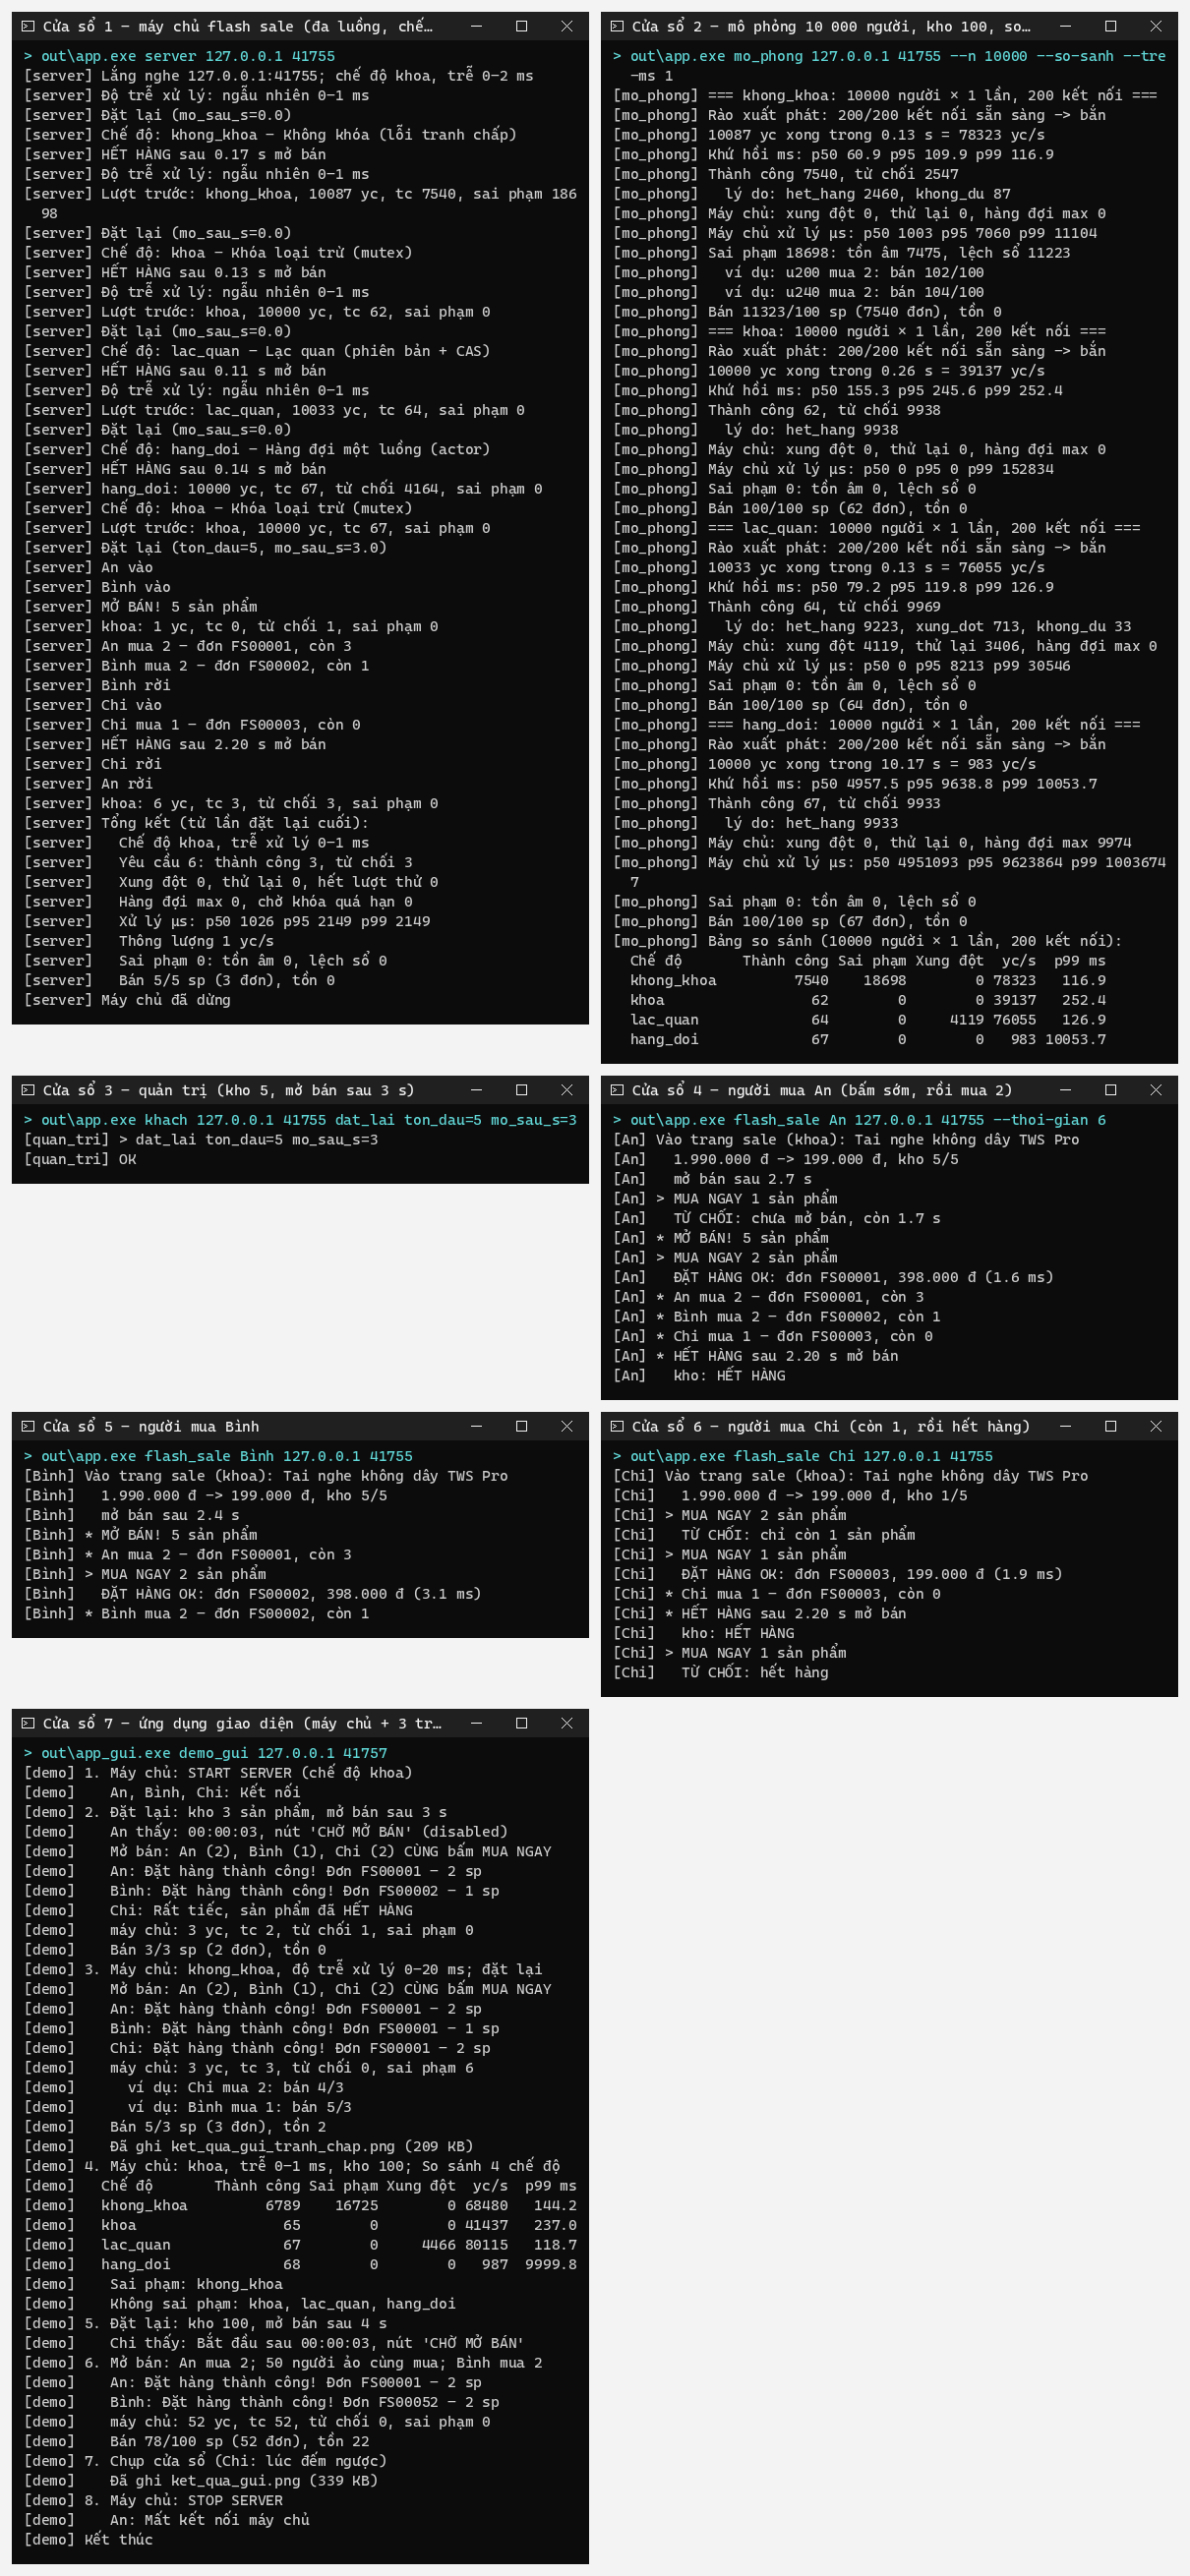 Cửa sổ 1 — máy chủ flash sale (đa luồng, chế…
> out\app.exe server 127.0.0.1 41755
[server] Lắng nghe 127.0.0.1:41755; chế độ khoa, trễ 0–2 ms
[server] Độ trễ xử lý: ngẫu nhiên 0–1 ms
[server] Đặt lại (mo_sau_s=0.0)
[server] Chế độ: khong_khoa — Không khóa (lỗi tranh chấp)
[server] HẾT HÀNG sau 0.17 s mở bán
[server] Độ trễ xử lý: ngẫu nhiên 0–1 ms
[server] Lượt trước: khong_khoa, 10087 yc, tc 7540, sai phạm 186
98
[server] Đặt lại (mo_sau_s=0.0)
[server] Chế độ: khoa — Khóa loại trừ (mutex)
[server] HẾT HÀNG sau 0.13 s mở bán
[server] Độ trễ xử lý: ngẫu nhiên 0–1 ms
[server] Lượt trước: khoa, 10000 yc, tc 62, sai phạm 0
[server] Đặt lại (mo_sau_s=0.0)
[server] Chế độ: lac_quan — Lạc quan (phiên bản + CAS)
[server] HẾT HÀNG sau 0.11 s mở bán
[server] Độ trễ xử lý: ngẫu nhiên 0–1 ms
[server] Lượt trước: lac_quan, 10033 yc, tc 64, sai phạm 0
[server] Đặt lại (mo_sau_s=0.0)
[server] Chế độ: hang_doi — Hàng đợi một luồng (actor)
[server] HẾT HÀNG sau 0.14 s mở bán
[server] hang_doi: 10000 yc, tc 67, từ chối 4164, sai phạm 0
[server] Chế độ: khoa — Khóa loại trừ (mutex)
[server] Lượt trước: khoa, 10000 yc, tc 67, sai phạm 0
[server] Đặt lại (ton_dau=5, mo_sau_s=3.0)
[server] An vào
[server] Bình vào
[server] MỞ BÁN! 5 sản phẩm
[server] khoa: 1 yc, tc 0, từ chối 1, sai phạm 0
[server] An mua 2 — đơn FS00001, còn 3
[server] Bình mua 2 — đơn FS00002, còn 1
[server] Bình rời
[server] Chi vào
[server] Chi mua 1 — đơn FS00003, còn 0
[server] HẾT HÀNG sau 2.20 s mở bán
[server] Chi rời
[server] An rời
[server] khoa: 6 yc, tc 3, từ chối 3, sai phạm 0
[server] Tổng kết (từ lần đặt lại cuối):
[server]   Chế độ khoa, trễ xử lý 0–1 ms
[server]   Yêu cầu 6: thành công 3, từ chối 3
[server]   Xung đột 0, thử lại 0, hết lượt thử 0
[server]   Hàng đợi max 0, chờ khóa quá hạn 0
[server]   Xử lý µs: p50 1026 p95 2149 p99 2149
[server]   Thông lượng 1 yc/s
[server]   Sai phạm 0: tồn âm 0, lệch sổ 0
[server]   Bán 5/5 sp (3 đơn), tồn 0
[server] Máy chủ đã dừng
Cửa sổ 2 — mô phỏng 10 000 người, kho 100, so…
> out\app.exe mo_phong 127.0.0.1 41755 --n 10000 --so-sanh --tre
-ms 1
[mo_phong] === khong_khoa: 10000 người × 1 lần, 200 kết nối ===
[mo_phong] Rào xuất phát: 200/200 kết nối sẵn sàng -> bắn
[mo_phong] 10087 yc xong trong 0.13 s = 78323 yc/s
[mo_phong] Khứ hồi ms: p50 60.9 p95 109.9 p99 116.9
[mo_phong] Thành công 7540, từ chối 2547
[mo_phong]   lý do: het_hang 2460, khong_du 87
[mo_phong] Máy chủ: xung đột 0, thử lại 0, hàng đợi max 0
[mo_phong] Máy chủ xử lý µs: p50 1003 p95 7060 p99 11104
[mo_phong] Sai phạm 18698: tồn âm 7475, lệch sổ 11223
[mo_phong]   ví dụ: u200 mua 2: bán 102/100
[mo_phong]   ví dụ: u240 mua 2: bán 104/100
[mo_phong] Bán 11323/100 sp (7540 đơn), tồn 0
[mo_phong] === khoa: 10000 người × 1 lần, 200 kết nối ===
[mo_phong] Rào xuất phát: 200/200 kết nối sẵn sàng -> bắn
[mo_phong] 10000 yc xong trong 0.26 s = 39137 yc/s
[mo_phong] Khứ hồi ms: p50 155.3 p95 245.6 p99 252.4
[mo_phong] Thành công 62, từ chối 9938
[mo_phong]   lý do: het_hang 9938
[mo_phong] Máy chủ: xung đột 0, thử lại 0, hàng đợi max 0
[mo_phong] Máy chủ xử lý µs: p50 0 p95 0 p99 152834
[mo_phong] Sai phạm 0: tồn âm 0, lệch sổ 0
[mo_phong] Bán 100/100 sp (62 đơn), tồn 0
[mo_phong] === lac_quan: 10000 người × 1 lần, 200 kết nối ===
[mo_phong] Rào xuất phát: 200/200 kết nối sẵn sàng -> bắn
[mo_phong] 10033 yc xong trong 0.13 s = 76055 yc/s
[mo_phong] Khứ hồi ms: p50 79.2 p95 119.8 p99 126.9
[mo_phong] Thành công 64, từ chối 9969
[mo_phong]   lý do: het_hang 9223, xung_dot 713, khong_du 33
[mo_phong] Máy chủ: xung đột 4119, thử lại 3406, hàng đợi max 0
[mo_phong] Máy chủ xử lý µs: p50 0 p95 8213 p99 30546
[mo_phong] Sai phạm 0: tồn âm 0, lệch sổ 0
[mo_phong] Bán 100/100 sp (64 đơn), tồn 0
[mo_phong] === hang_doi: 10000 người × 1 lần, 200 kết nối ===
[mo_phong] Rào xuất phát: 200/200 kết nối sẵn sàng -> bắn
[mo_phong] 10000 yc xong trong 10.17 s = 983 yc/s
[mo_phong] Khứ hồi ms: p50 4957.5 p95 9638.8 p99 10053.7
[mo_phong] Thành công 67, từ chối 9933
[mo_phong]   lý do: het_hang 9933
[mo_phong] Máy chủ: xung đột 0, thử lại 0, hàng đợi max 9974
[mo_phong] Máy chủ xử lý µs: p50 4951093 p95 9623864 p99 1003674
7
[mo_phong] Sai phạm 0: tồn âm 0, lệch sổ 0
[mo_phong] Bán 100/100 sp (67 đơn), tồn 0
[mo_phong] Bảng so sánh (10000 người × 1 lần, 200 kết nối):
Chế độ       Thành công Sai phạm Xung đột  yc/s   p99 ms
khong_khoa         7540    18698        0 78323    116.9
khoa                 62        0        0 39137    252.4
lac_quan             64        0     4119 76055    126.9
hang_doi             67        0        0   983  10053.7
Cửa sổ 3 — quản trị (kho 5, mở bán sau 3 s)
> out\app.exe khach 127.0.0.1 41755 dat_lai ton_dau=5 mo_sau_s=3
[quan_tri] > dat_lai ton_dau=5 mo_sau_s=3
[quan_tri] OK
Cửa sổ 4 — người mua An (bấm sớm, rồi mua 2)
> out\app.exe flash_sale An 127.0.0.1 41755 --thoi-gian 6
[An] Vào trang sale (khoa): Tai nghe không dây TWS Pro
[An]   1.990.000 đ -> 199.000 đ, kho 5/5
[An]   mở bán sau 2.7 s
[An] > MUA NGAY 1 sản phẩm
[An]   TỪ CHỐI: chưa mở bán, còn 1.7 s
[An] * MỞ BÁN! 5 sản phẩm
[An] > MUA NGAY 2 sản phẩm
[An]   ĐẶT HÀNG OK: đơn FS00001, 398.000 đ (1.6 ms)
[An] * An mua 2 — đơn FS00001, còn 3
[An] * Bình mua 2 — đơn FS00002, còn 1
[An] * Chi mua 1 — đơn FS00003, còn 0
[An] * HẾT HÀNG sau 2.20 s mở bán
[An]   kho: HẾT HÀNG
Cửa sổ 5 — người mua Bình
> out\app.exe flash_sale Bình 127.0.0.1 41755
[Bình] Vào trang sale (khoa): Tai nghe không dây TWS Pro
[Bình]   1.990.000 đ -> 199.000 đ, kho 5/5
[Bình]   mở bán sau 2.4 s
[Bình] * MỞ BÁN! 5 sản phẩm
[Bình] * An mua 2 — đơn FS00001, còn 3
[Bình] > MUA NGAY 2 sản phẩm
[Bình]   ĐẶT HÀNG OK: đơn FS00002, 398.000 đ (3.1 ms)
[Bình] * Bình mua 2 — đơn FS00002, còn 1
Cửa sổ 6 — người mua Chi (còn 1, rồi hết hàng)
> out\app.exe flash_sale Chi 127.0.0.1 41755
[Chi] Vào trang sale (khoa): Tai nghe không dây TWS Pro
[Chi]   1.990.000 đ -> 199.000 đ, kho 1/5
[Chi] > MUA NGAY 2 sản phẩm
[Chi]   TỪ CHỐI: chỉ còn 1 sản phẩm
[Chi] > MUA NGAY 1 sản phẩm
[Chi]   ĐẶT HÀNG OK: đơn FS00003, 199.000 đ (1.9 ms)
[Chi] * Chi mua 1 — đơn FS00003, còn 0
[Chi] * HẾT HÀNG sau 2.20 s mở bán
[Chi]   kho: HẾT HÀNG
[Chi] > MUA NGAY 1 sản phẩm
[Chi]   TỪ CHỐI: hết hàng
Cửa sổ 7 — ứng dụng giao diện (máy chủ + 3 tr…
> out\app_gui.exe demo_gui 127.0.0.1 41757
[demo] 1. Máy chủ: START SERVER (chế độ khoa)
[demo]    An, Bình, Chi: Kết nối
[demo] 2. Đặt lại: kho 3 sản phẩm, mở bán sau 3 s
[demo]    An thấy: 00:00:03, nút 'CHỜ MỞ BÁN' (disabled)
[demo]    Mở bán: An (2), Bình (1), Chi (2) CÙNG bấm MUA NGAY
[demo]    An: Đặt hàng thành công! Đơn FS00001 — 2 sp
[demo]    Bình: Đặt hàng thành công! Đơn FS00002 — 1 sp
[demo]    Chi: Rất tiếc, sản phẩm đã HẾT HÀNG
[demo]    máy chủ: 3 yc, tc 2, từ chối 1, sai phạm 0
[demo]    Bán 3/3 sp (2 đơn), tồn 0
[demo] 3. Máy chủ: khong_khoa, độ trễ xử lý 0–20 ms; đặt lại
[demo]    Mở bán: An (2), Bình (1), Chi (2) CÙNG bấm MUA NGAY
[demo]    An: Đặt hàng thành công! Đơn FS00001 — 2 sp
[demo]    Bình: Đặt hàng thành công! Đơn FS00001 — 1 sp
[demo]    Chi: Đặt hàng thành công! Đơn FS00001 — 2 sp
[demo]    máy chủ: 3 yc, tc 3, từ chối 0, sai phạm 6
[demo]      ví dụ: Chi mua 2: bán 4/3
[demo]      ví dụ: Bình mua 1: bán 5/3
[demo]    Bán 5/3 sp (3 đơn), tồn 2
[demo]    Đã ghi ket_qua_gui_tranh_chap.png (209 KB)
[demo] 4. Máy chủ: khoa, trễ 0–1 ms, kho 100; So sánh 4 chế độ
[demo]   Chế độ       Thành công Sai phạm Xung đột  yc/s  p99 ms
[demo]   khong_khoa         6789    16725        0 68480   144.2
[demo]   khoa                 65        0        0 41437   237.0
[demo]   lac_quan             67        0     4466 80115   118.7
[demo]   hang_doi             68        0        0   987  9999.8
[demo]    Sai phạm: khong_khoa
[demo]    Không sai phạm: khoa, lac_quan, hang_doi
[demo] 5. Đặt lại: kho 100, mở bán sau 4 s
[demo]    Chi thấy: Bắt đầu sau 00:00:03, nút 'CHỜ MỞ BÁN'
[demo] 6. Mở bán: An mua 2; 50 người ảo cùng mua; Bình mua 2
[demo]    An: Đặt hàng thành công! Đơn FS00001 — 2 sp
[demo]    Bình: Đặt hàng thành công! Đơn FS00052 — 2 sp
[demo]    máy chủ: 52 yc, tc 52, từ chối 0, sai phạm 0
[demo]    Bán 78/100 sp (52 đơn), tồn 22
[demo] 7. Chụp cửa sổ (Chi: lúc đếm ngược)
[demo]    Đã ghi ket_qua_gui.png (339 KB)
[demo] 8. Máy chủ: STOP SERVER
[demo]    An: Mất kết nối máy chủ
[demo] Kết thúc